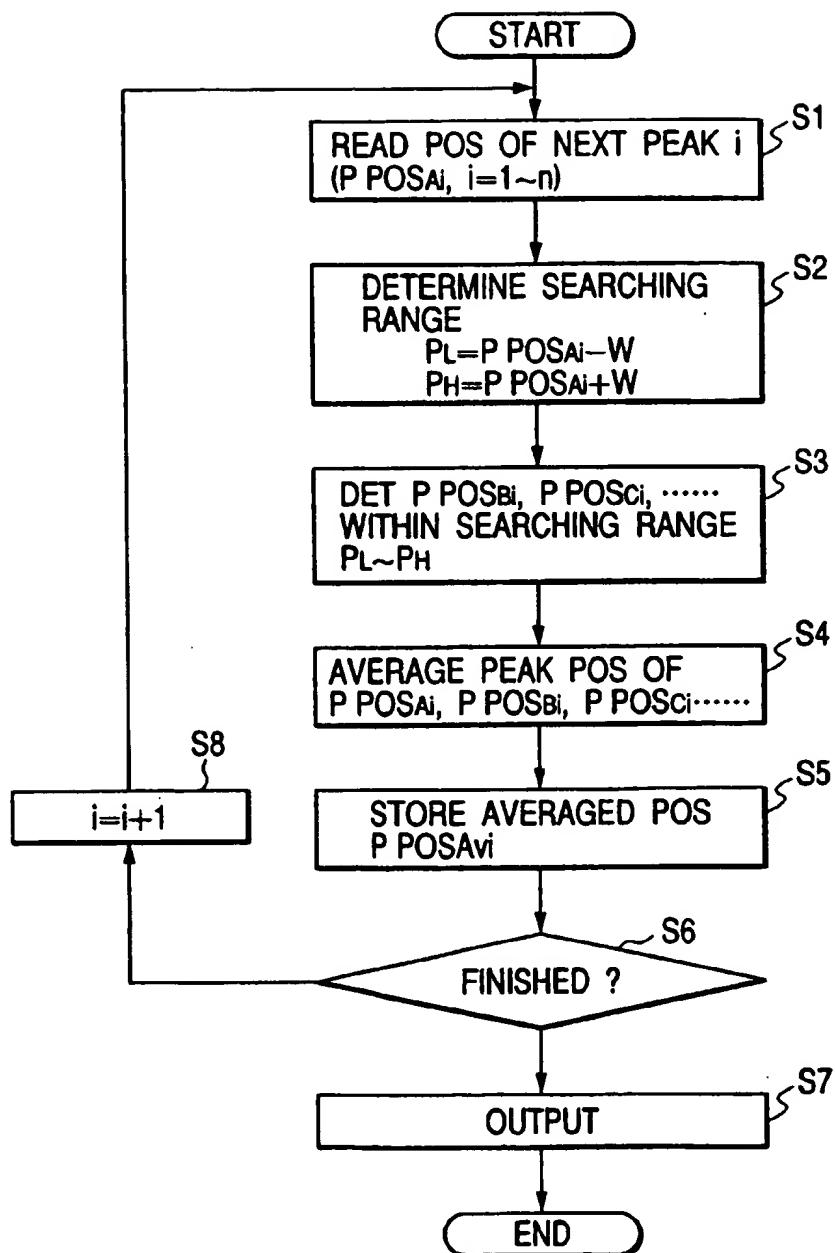 START
S1
READ POS OF NEXT PEAK i
(P POSAi, i=1~n)
S2
DETERMINE SEARCHING
RANGE
PL=P POSAi−W
PH=P POSAi+W
S3
DET P POSBi, P POSCi, ······
WITHIN SEARCHING RANGE
PL~PH
S4
AVERAGE PEAK POS OF
P POSAi, P POSBi, P POSCi······
S8
i=i+1
S5
STORE AVERAGED POS
P POSAvi
S6
FINISHED ?
S7
OUTPUT
END